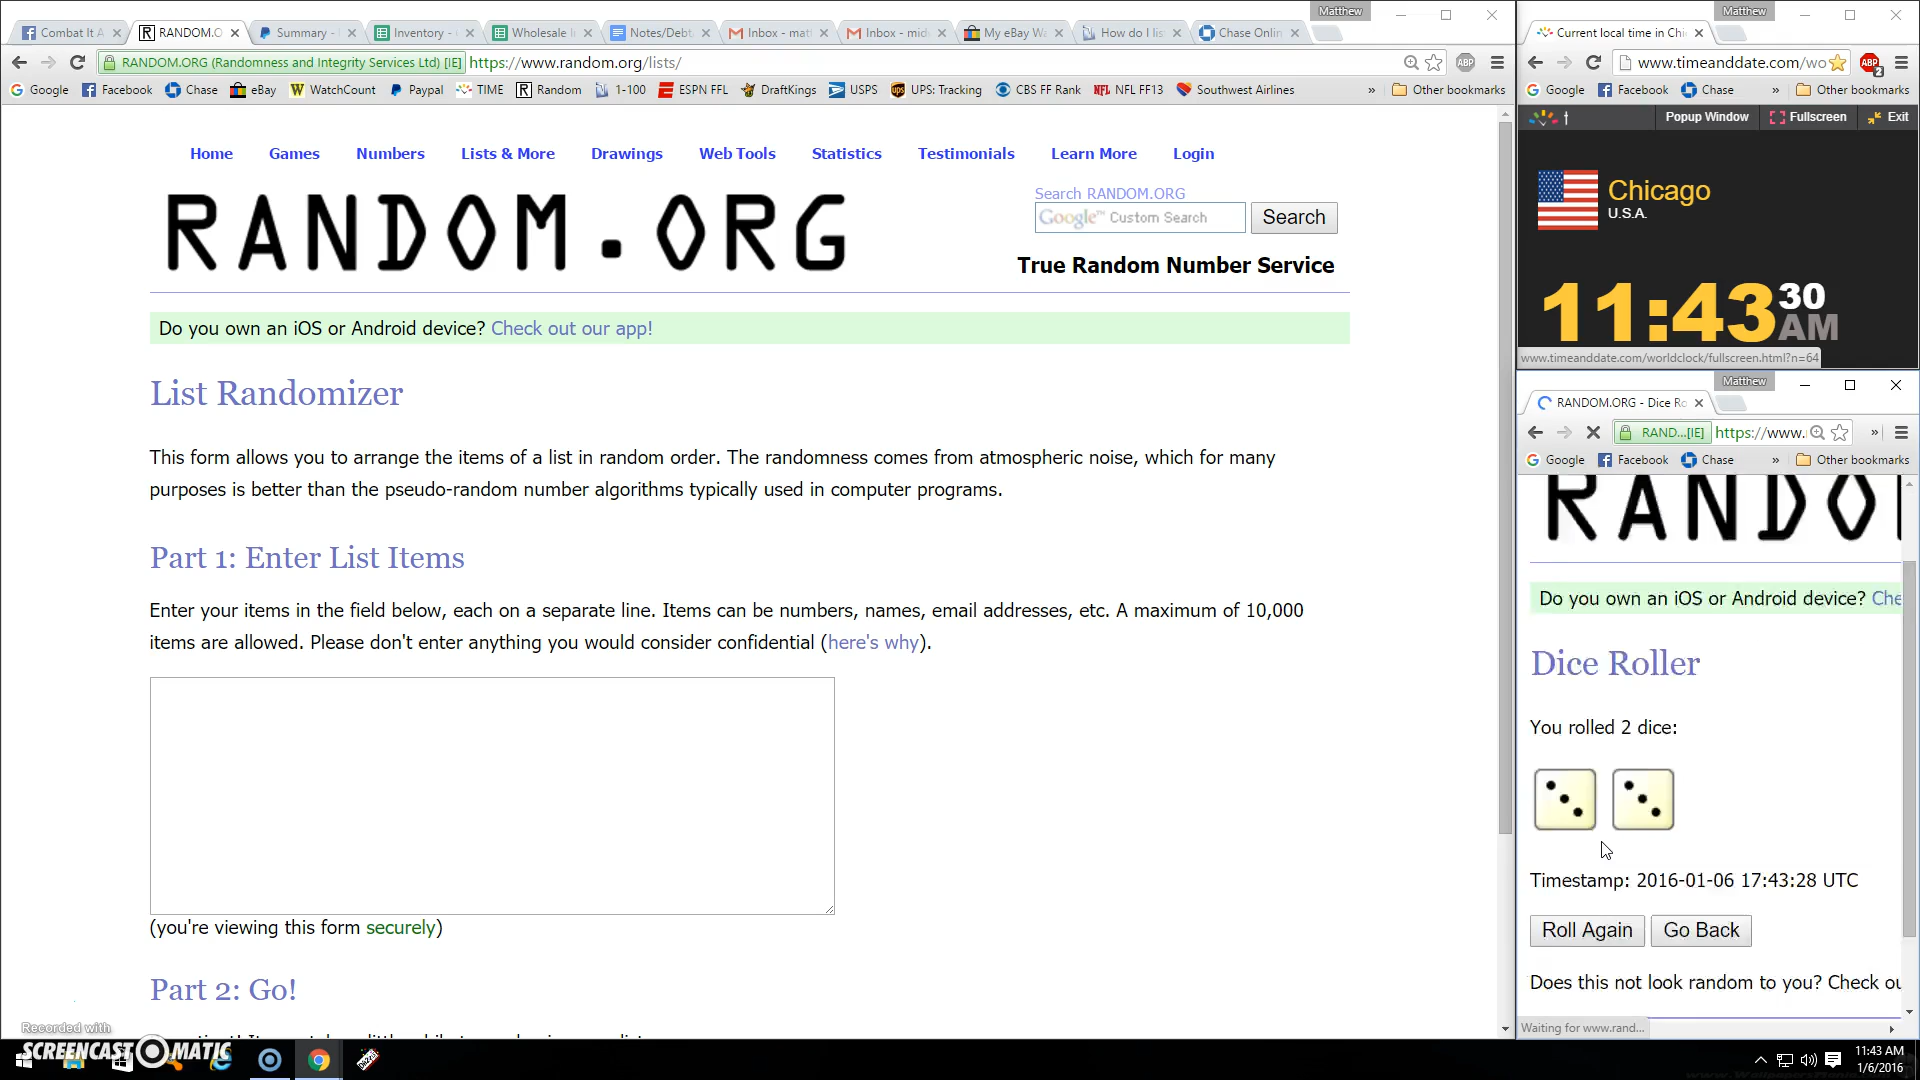 Matthew
Combat It A
RANDOM.O
Summary -
Inventory -
Wholesale I
Notes/Debt
Inbox - matt
Inbox - mid
My eBay Wa
How do I lis
Chase Onlin
RANDOM.ORG (Randomness and Integrity Services Ltd) [IE]
https://www.random.org/lists/
ABP
Google
Facebook
Chase
eBay
WatchCount
Paypal
TIME
Random
1-100
ESPN FFL
DraftKings
USPS
UPS: Tracking
CBS FF Rank
NFL FF13
Southwest Airlines
»
Other bookmarks
Home
Games
Numbers
Lists & More
Drawings
Web Tools
Statistics
Testimonials
Learn More
Login
RANDOM.ORG
Search RANDOM.ORG
Google™ Custom Search
Search
True Random Number Service
Do you own an iOS or Android device? Check out our app!
List Randomizer
This form allows you to arrange the items of a list in random order. The randomness comes from atmospheric noise, which for many
purposes is better than the pseudo-random number algorithms typically used in computer programs.
Part 1: Enter List Items
Enter your items in the field below, each on a separate line. Items can be numbers, names, email addresses, etc. A maximum of 10,000
items are allowed. Please don't enter anything you would consider confidential (here's why).
(you're viewing this form securely)
Part 2: Go!
Matthew
Current local time in Chi
www.timeanddate.com/wo
ABP
2
Google
Facebook
Chase
»
Other bookmarks
t
Popup Window
Fullscreen
Exit
Chicago
U.S.A.
11:43 30 AM
www.timeanddate.com/worldclock/fullscreen.html?n=64
Matthew
RANDOM.ORG - Dice Ro
RAND...[IE]
https://www.
»
Google
Facebook
Chase
»
Other bookmarks
RANDO
Do you own an iOS or Android device? Che
Dice Roller
You rolled 2 dice:
Timestamp: 2016-01-06 17:43:28 UTC
Roll Again
Go Back
Does this not look random to you? Check ou
Waiting for www.rand...
Recorded with
SCREENCAST-O-MATIC
11:43 AM
1/6/2016